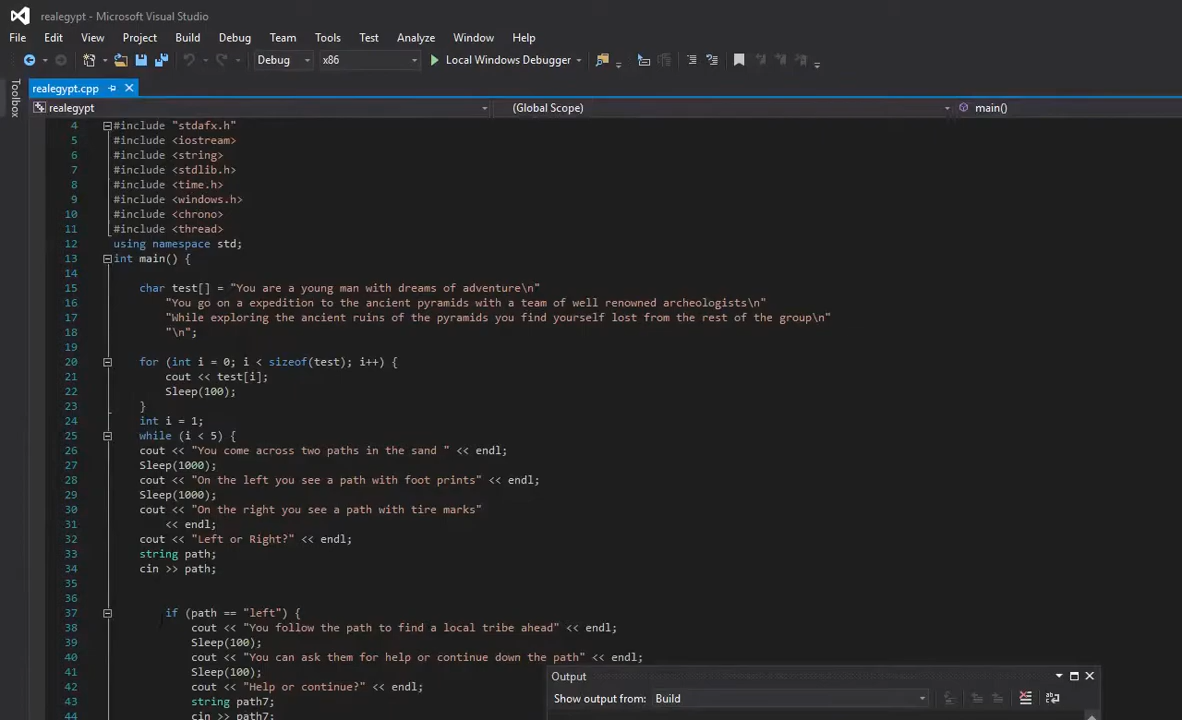 realegypt - Microsoft Visual Studio
File Edit View Project Build Debug Team Tools Test Analyze Window Help
Debug x86 Local Windows Debugger
Toolbox
realegypt.cpp
realegypt (Global Scope) main()
4 #include "stdafx.h"
5 #include <iostream>
6 #include <string>
7 #include <stdlib.h>
8 #include <time.h>
9 #include <windows.h>
10 #include <chrono>
11 #include <thread>
12 using namespace std;
13 int main() {
14
15 char test[] = "You are a young man with dreams of adventure\n"
16 "You go on a expedition to the ancient pyramids with a team of well renowned archeologists\n"
17 "While exploring the ancient ruins of the pyramids you find yourself lost from the rest of the group\n"
18 "\n";
19
20 for (int i = 0; i < sizeof(test); i++) {
21 cout << test[i];
22 Sleep(100);
23 }
24 int i = 1;
25 while (i < 5) {
26 cout << "You come across two paths in the sand " << endl;
27 Sleep(1000);
28 cout << "On the left you see a path with foot prints" << endl;
29 Sleep(1000);
30 cout << "On the right you see a path with tire marks"
31 << endl;
32 cout << "Left or Right?" << endl;
33 string path;
34 cin >> path;
35
36
37 if (path == "left") {
38 cout << "You follow the path to find a local tribe ahead" << endl;
39 Sleep(100);
40 cout << "You can ask them for help or continue down the path" << endl;
41 Sleep(100);
42 cout << "Help or continue?" << endl;
43 string path7;
44 cin >> path7;
Output
Show output from: Build